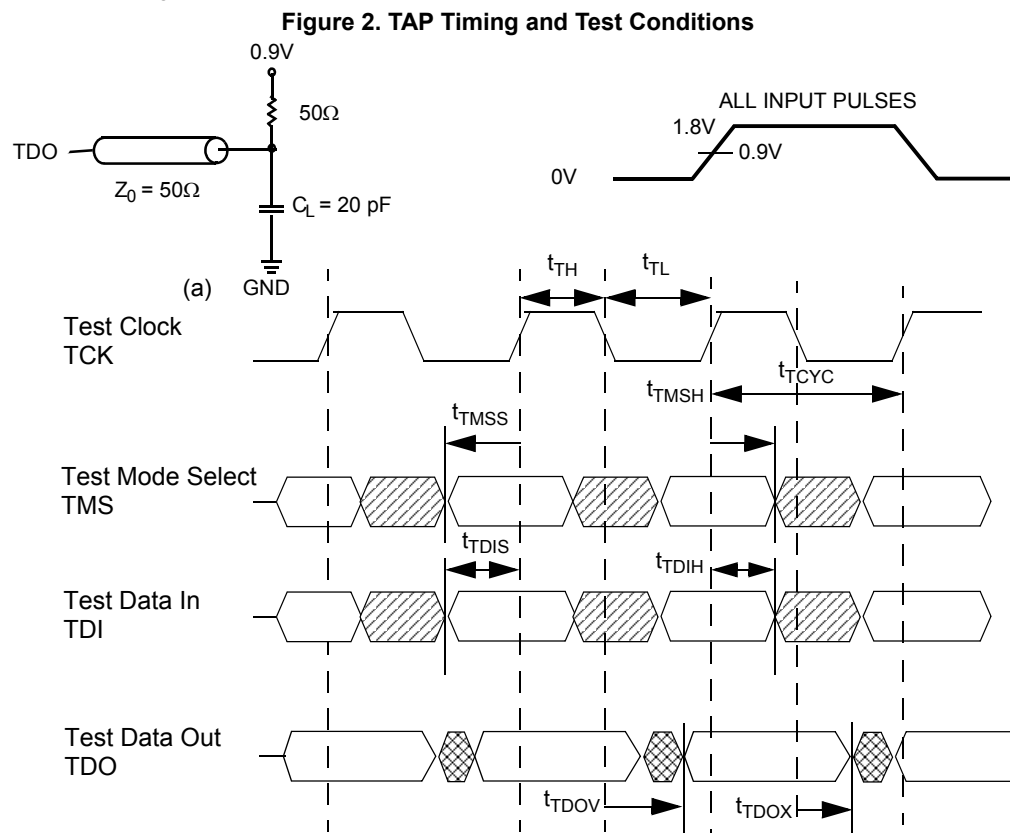 Figure 2. TAP Timing and Test Conditions
0.9V
50Ω
TDO
Z0 = 50Ω
CL = 20 pF
(a)
GND
ALL INPUT PULSES
1.8V
0.9V
0V
tTH
tTL
Test Clock
TCK
tTMSH
tTCYC
tTMSS
Test Mode Select
TMS
tTDIS
tTDIH
Test Data In
TDI
Test Data Out
TDO
tTDOV
tTDOX